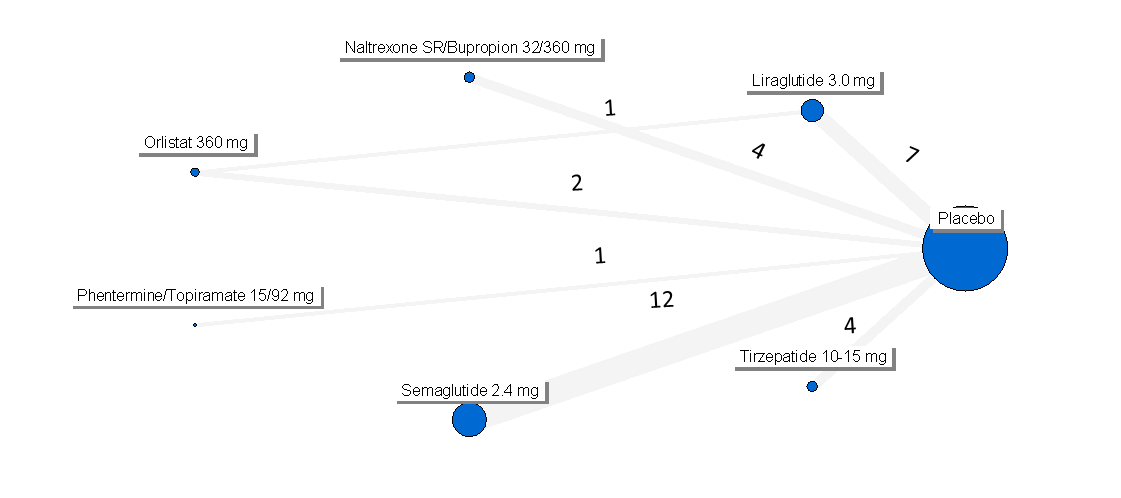 Naltrexone SR/Bupropion 32/360 mg
Liraglutide 3.0 mg
1
Orlistat 360 mg
4
7
2
Placebo
1
Phentermine/Topiramate 15/92 mg
12
4
Tirzepatide 10-15 mg
Semaglutide 2.4 mg